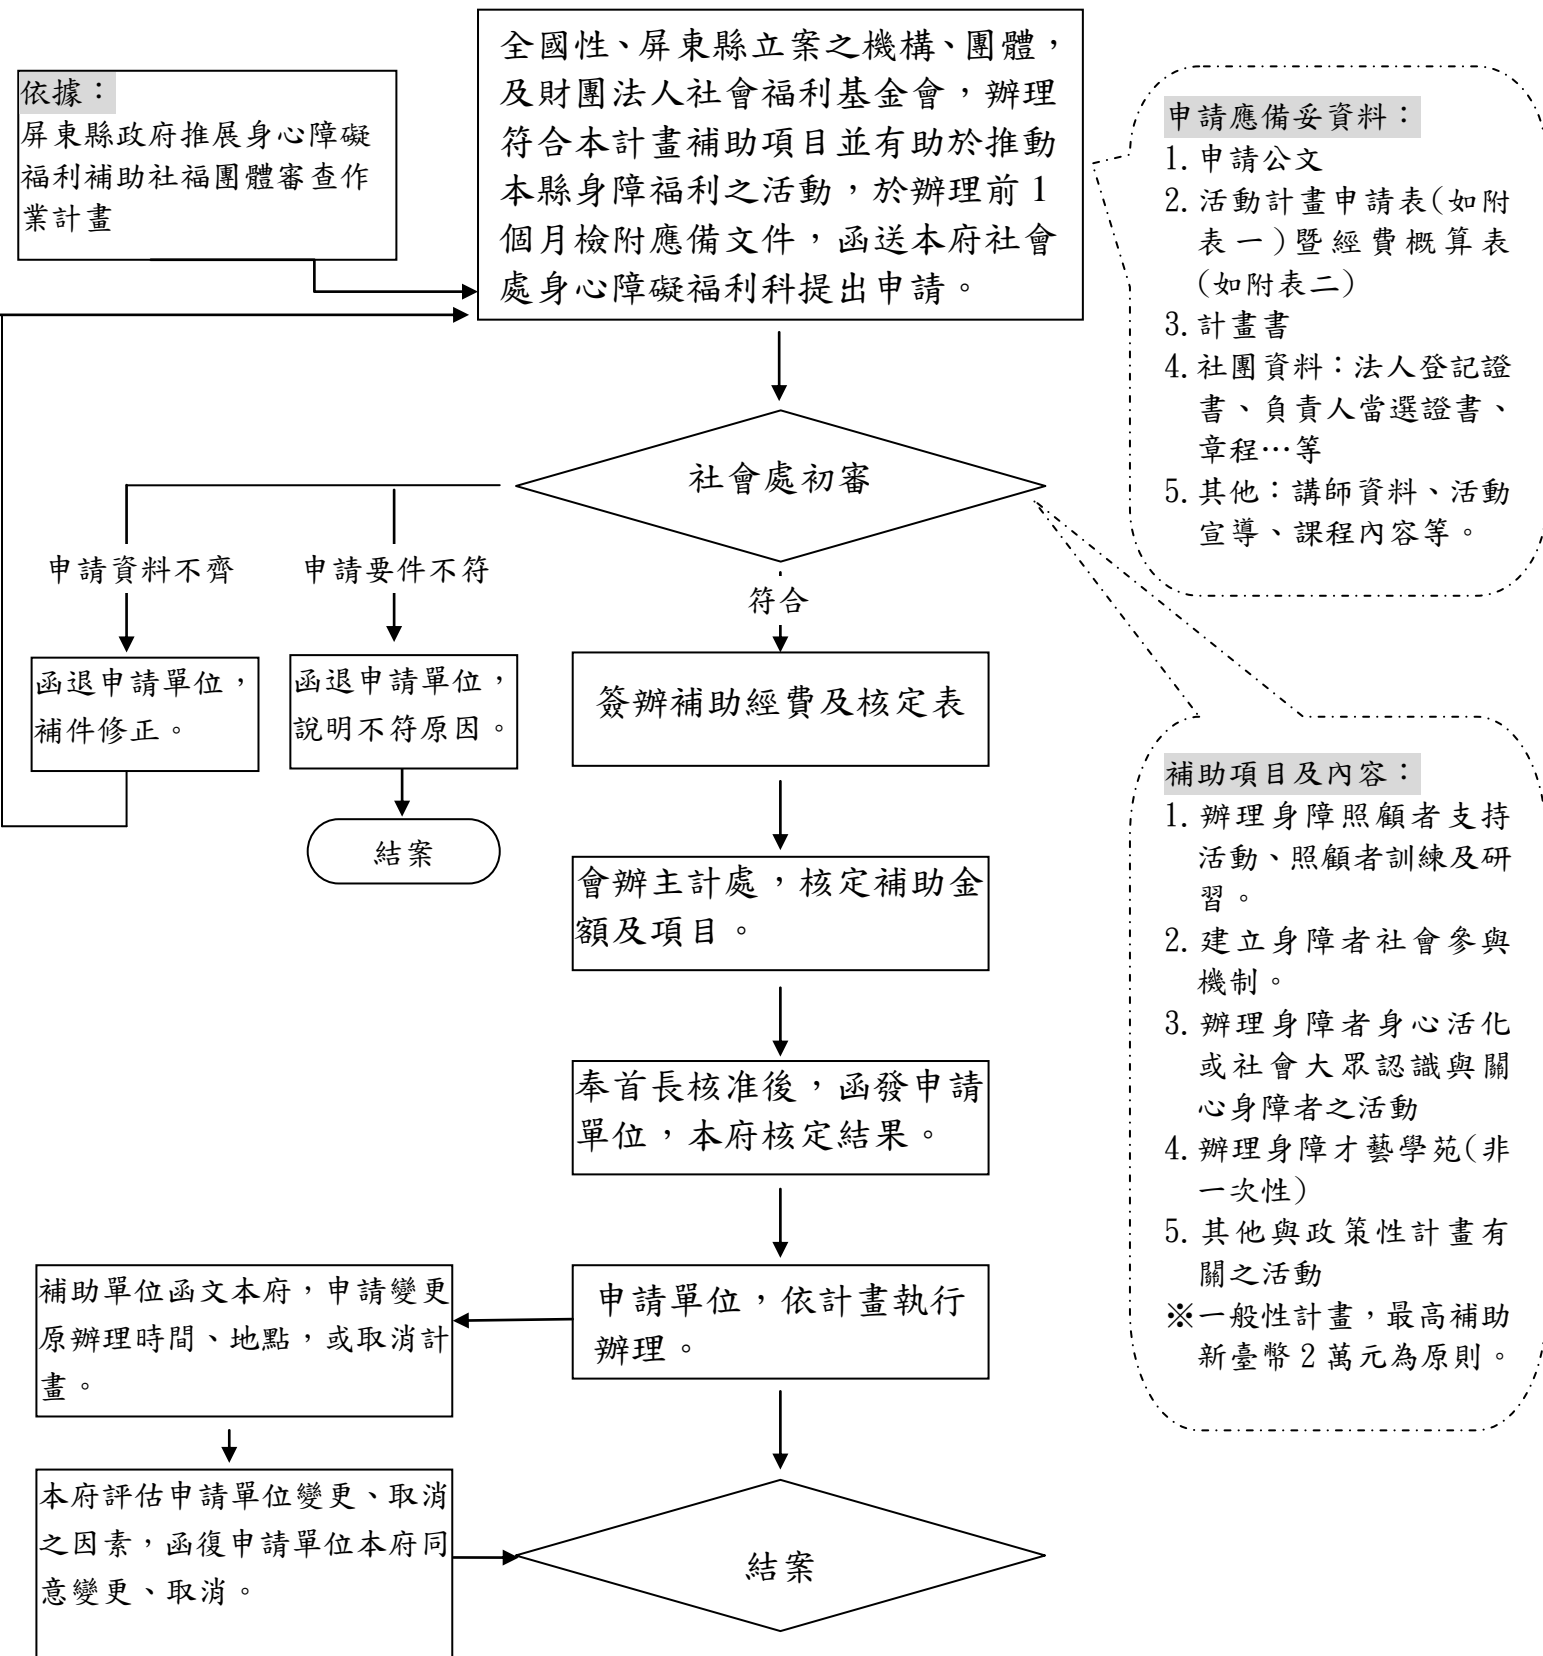 依據：
屏東縣政府推展身心障礙
福利補助社福團體審查作
業計畫
全國性、屏東縣立案之機構、團體，
及財團法人社會福利基金會，辦理
符合本計畫補助項目並有助於推動
本縣身障福利之活動，於辦理前 1
個月檢附應備文件，函送本府社會
處身心障礙福利科提出申請。
申請應備妥資料：
1. 申請公文
2. 活動計畫申請表(如附
表一)暨經費概算表
(如附表二)
3. 計畫書
4. 社團資料：法人登記證
書、負責人當選證書、
章程…等
5. 其他：講師資料、活動
宣導、課程內容等。
社會處初審
申請資料不齊
申請要件不符
符合
函退申請單位，
補件修正。
函退申請單位，
說明不符原因。
結案
簽辦補助經費及核定表
會辦主計處，核定補助金
額及項目。
奉首長核准後，函發申請
單位，本府核定結果。
補助項目及內容：
1. 辦理身障照顧者支持
活動、照顧者訓練及研
習。
2. 建立身障者社會參與
機制。
3. 辦理身障者身心活化
或社會大眾認識與關
心身障者之活動
4. 辦理身障才藝學苑(非
一次性)
5. 其他與政策性計畫有
關之活動
※一般性計畫，最高補助
新臺幣 2 萬元為原則。
申請單位，依計畫執行
辦理。
補助單位函文本府，申請變更
原辦理時間、地點，或取消計
畫。
本府評估申請單位變更、取消
之因素，函復申請單位本府同
意變更、取消。
結案